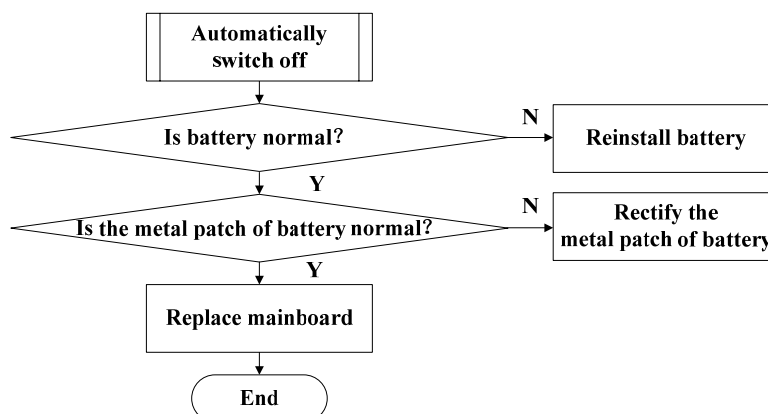 Automatically
switch off
Is battery normal?
N
Reinstall battery
Y
Is the metal patch of battery normal?
N
Rectify the
metal patch of battery
Y
Replace mainboard
End